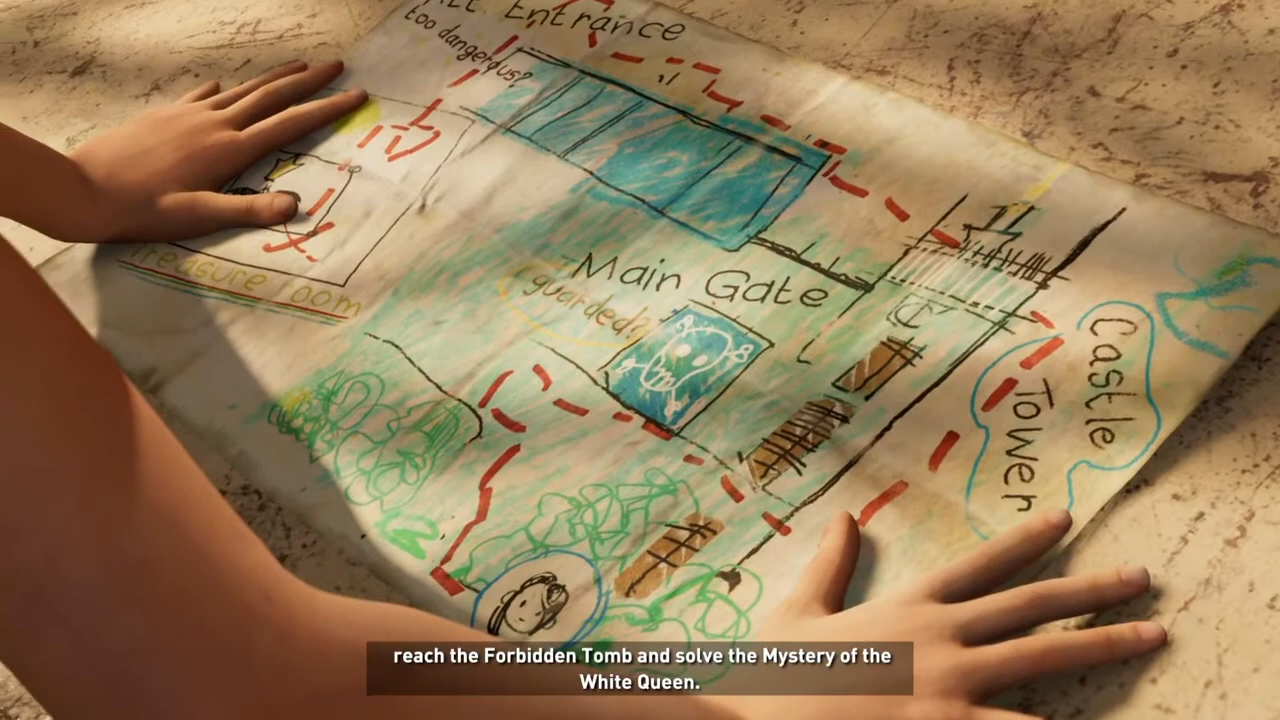 Entrance
too dangerous?
Treasure room
Main Gate
guarded?
Castle
Tower
reach the Forbidden Tomb and solve the Mystery of the
White Queen.